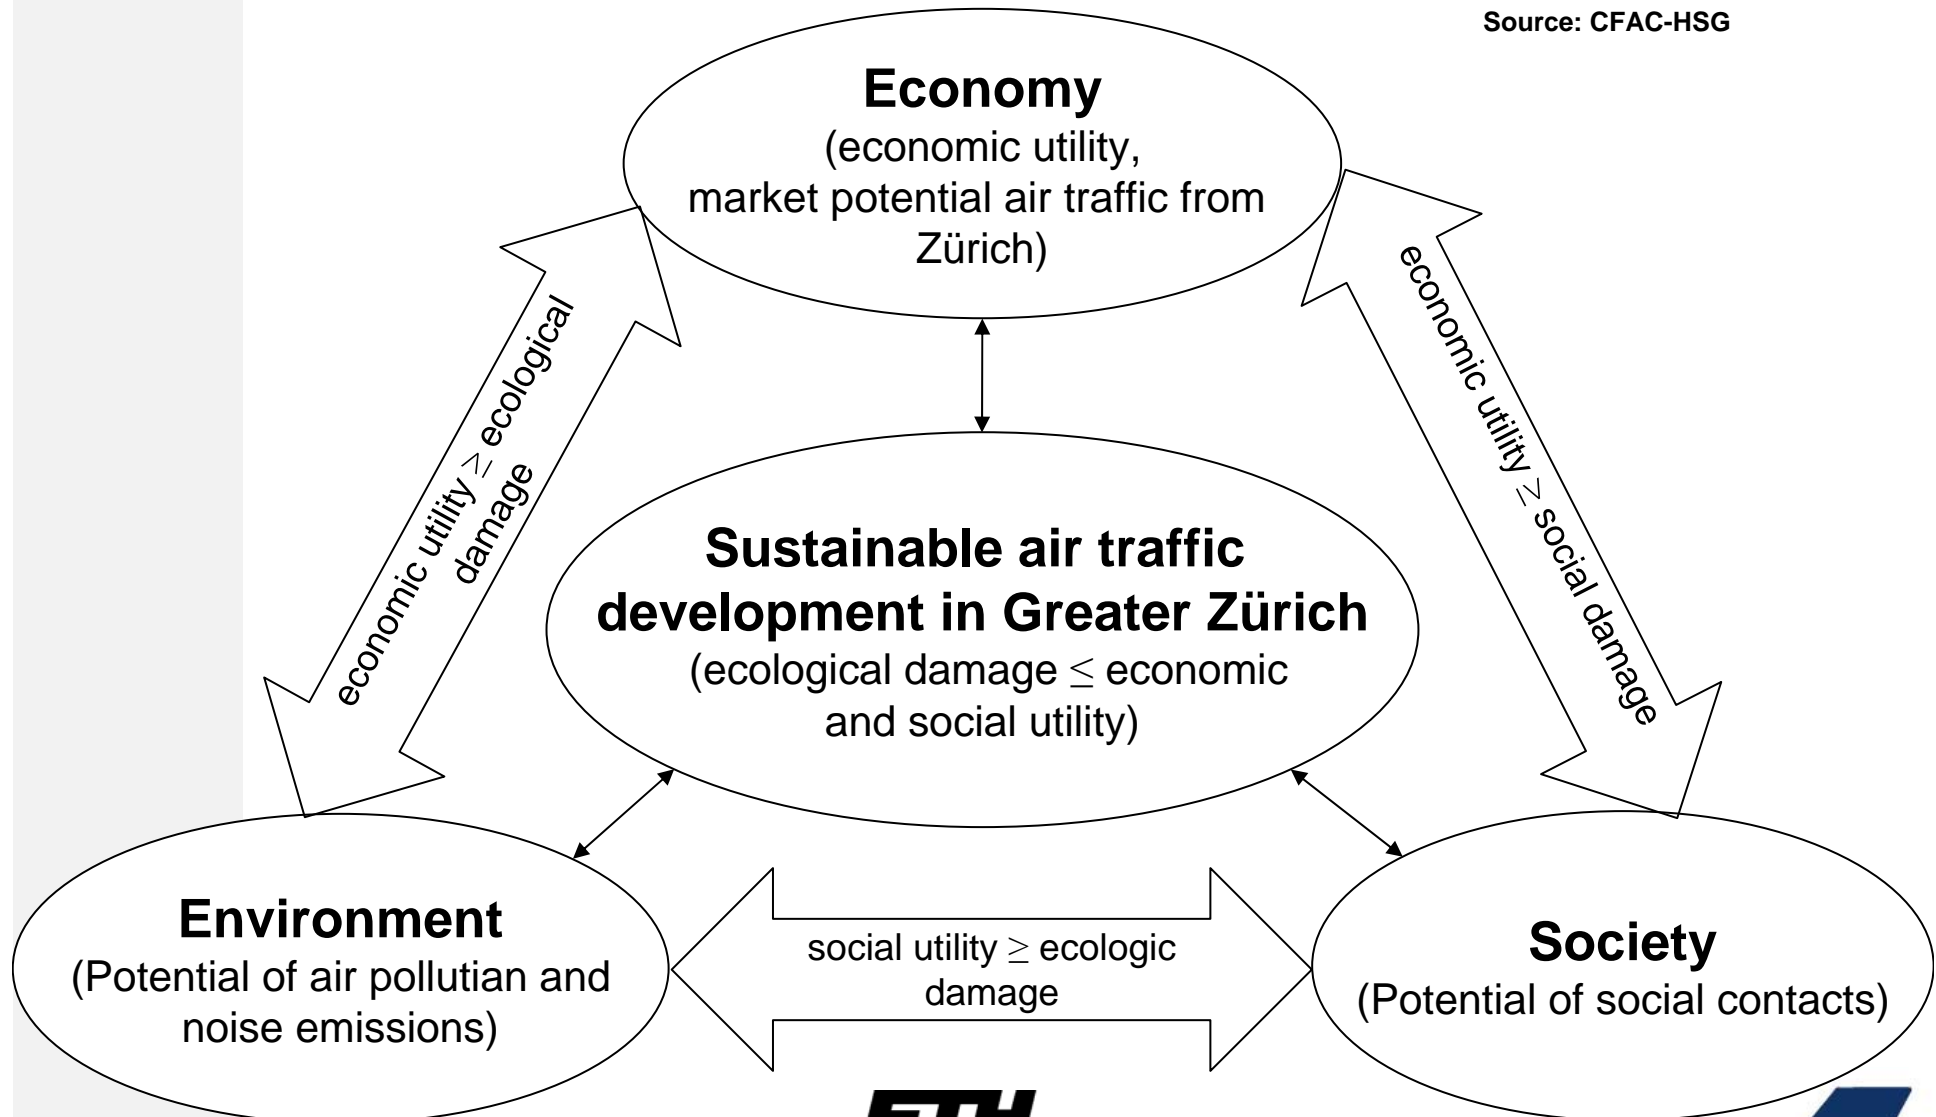 Source: CFAC-HSG
Economy
(economic utility,
market potential air traffic from
Zürich)
economic utility ≥ ecological
damage
economic utility ≥ social damage
Sustainable air traffic
development in Greater Zürich
(ecological damage ≤ economic
and social utility)
Environment
(Potential of air pollutian and
noise emissions)
social utility ≥ ecologic
damage
Society
(Potential of social contacts)
ETH